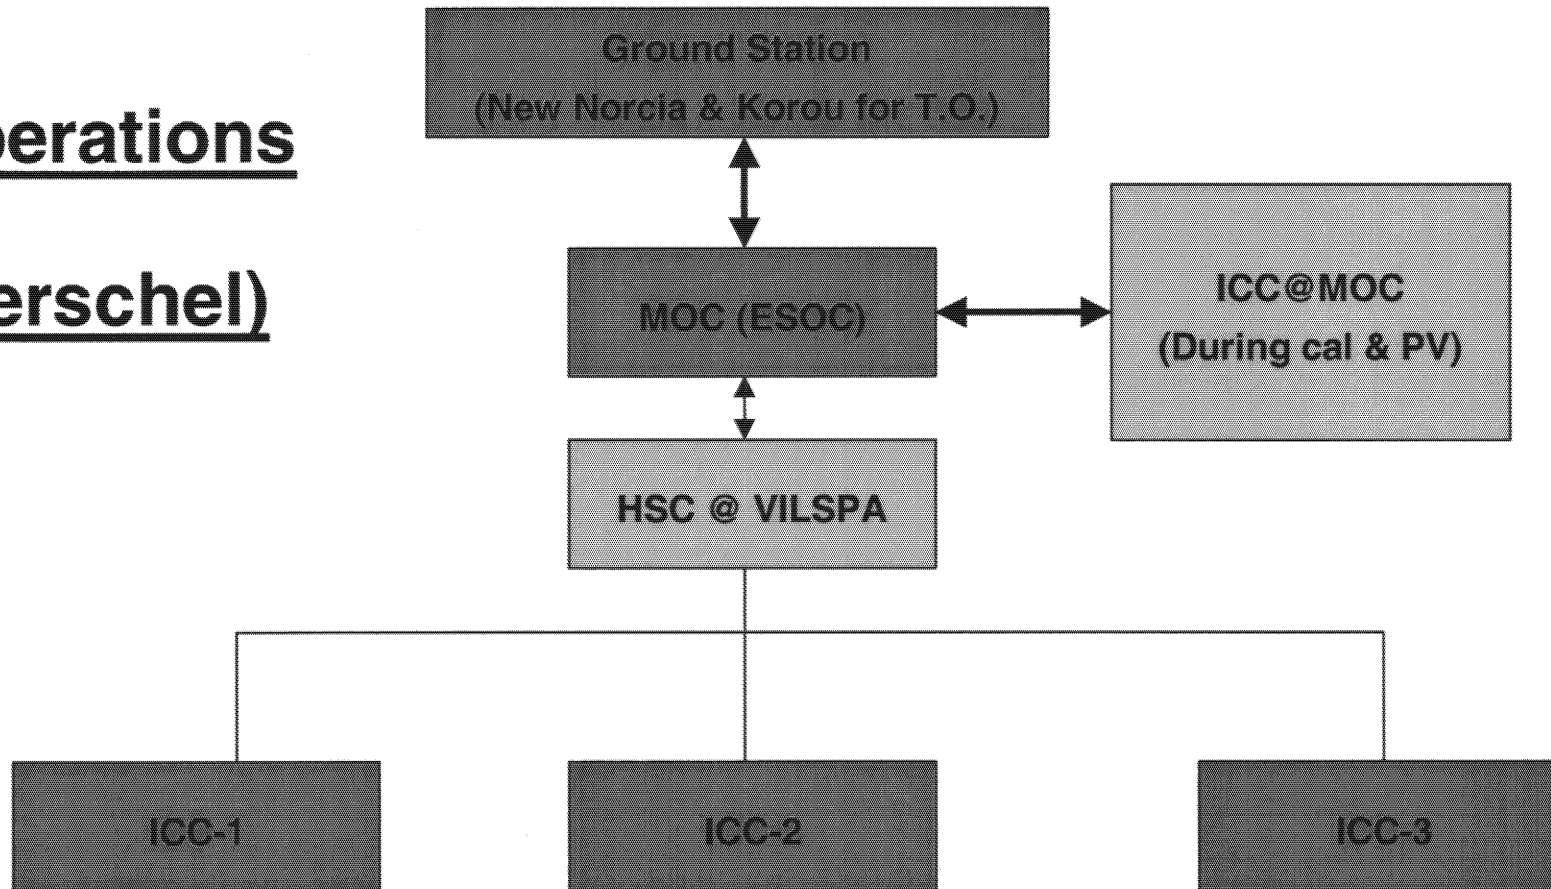 Ground Station
(New Norcia & Korou for T.O.)
perations
erschel)
MOC (ESOC)
ICC@MOC
(During cal & PV)
HSC @ VILSPA
ICC-1
ICC-2
ICC-3